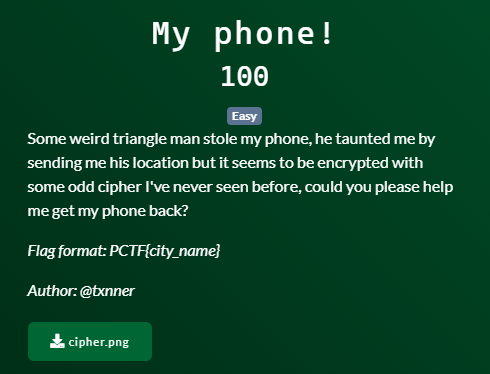 My phone!
100
Easy
Some weird triangle man stole my phone, he taunted me by
sending me his location but it seems to be encrypted with
some odd cipher I've never seen before, could you please help
me get my phone back?
Flag format: PCTF{city_name}
Author: @txnner
cipher.png